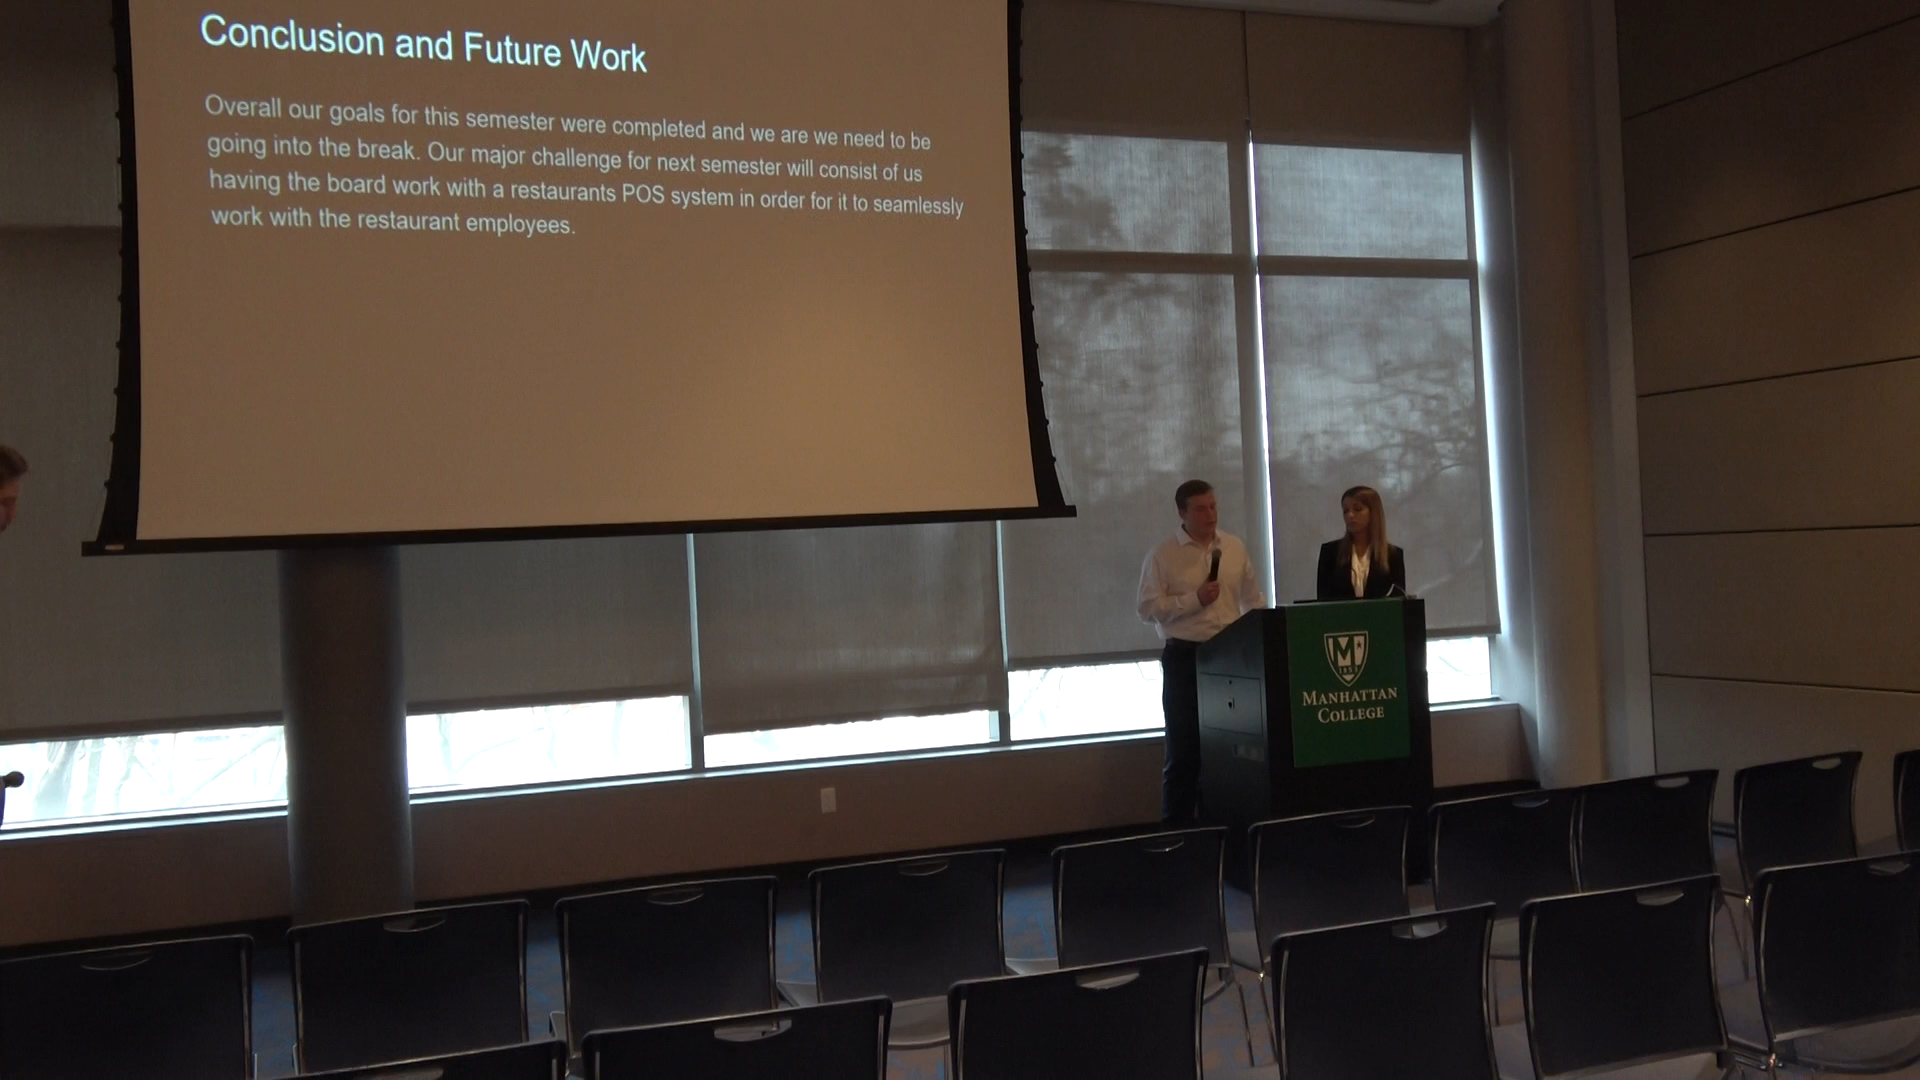 Conclusion and Future Work
Overall our goals for this semester were completed and we are we need to be
going into the break. Our major challenge for next semester will consist of us
having the board work with a restaurants POS system in order for it to seamlessly
work with the restaurant employees.
M
MANHATTAN
COLLEGE